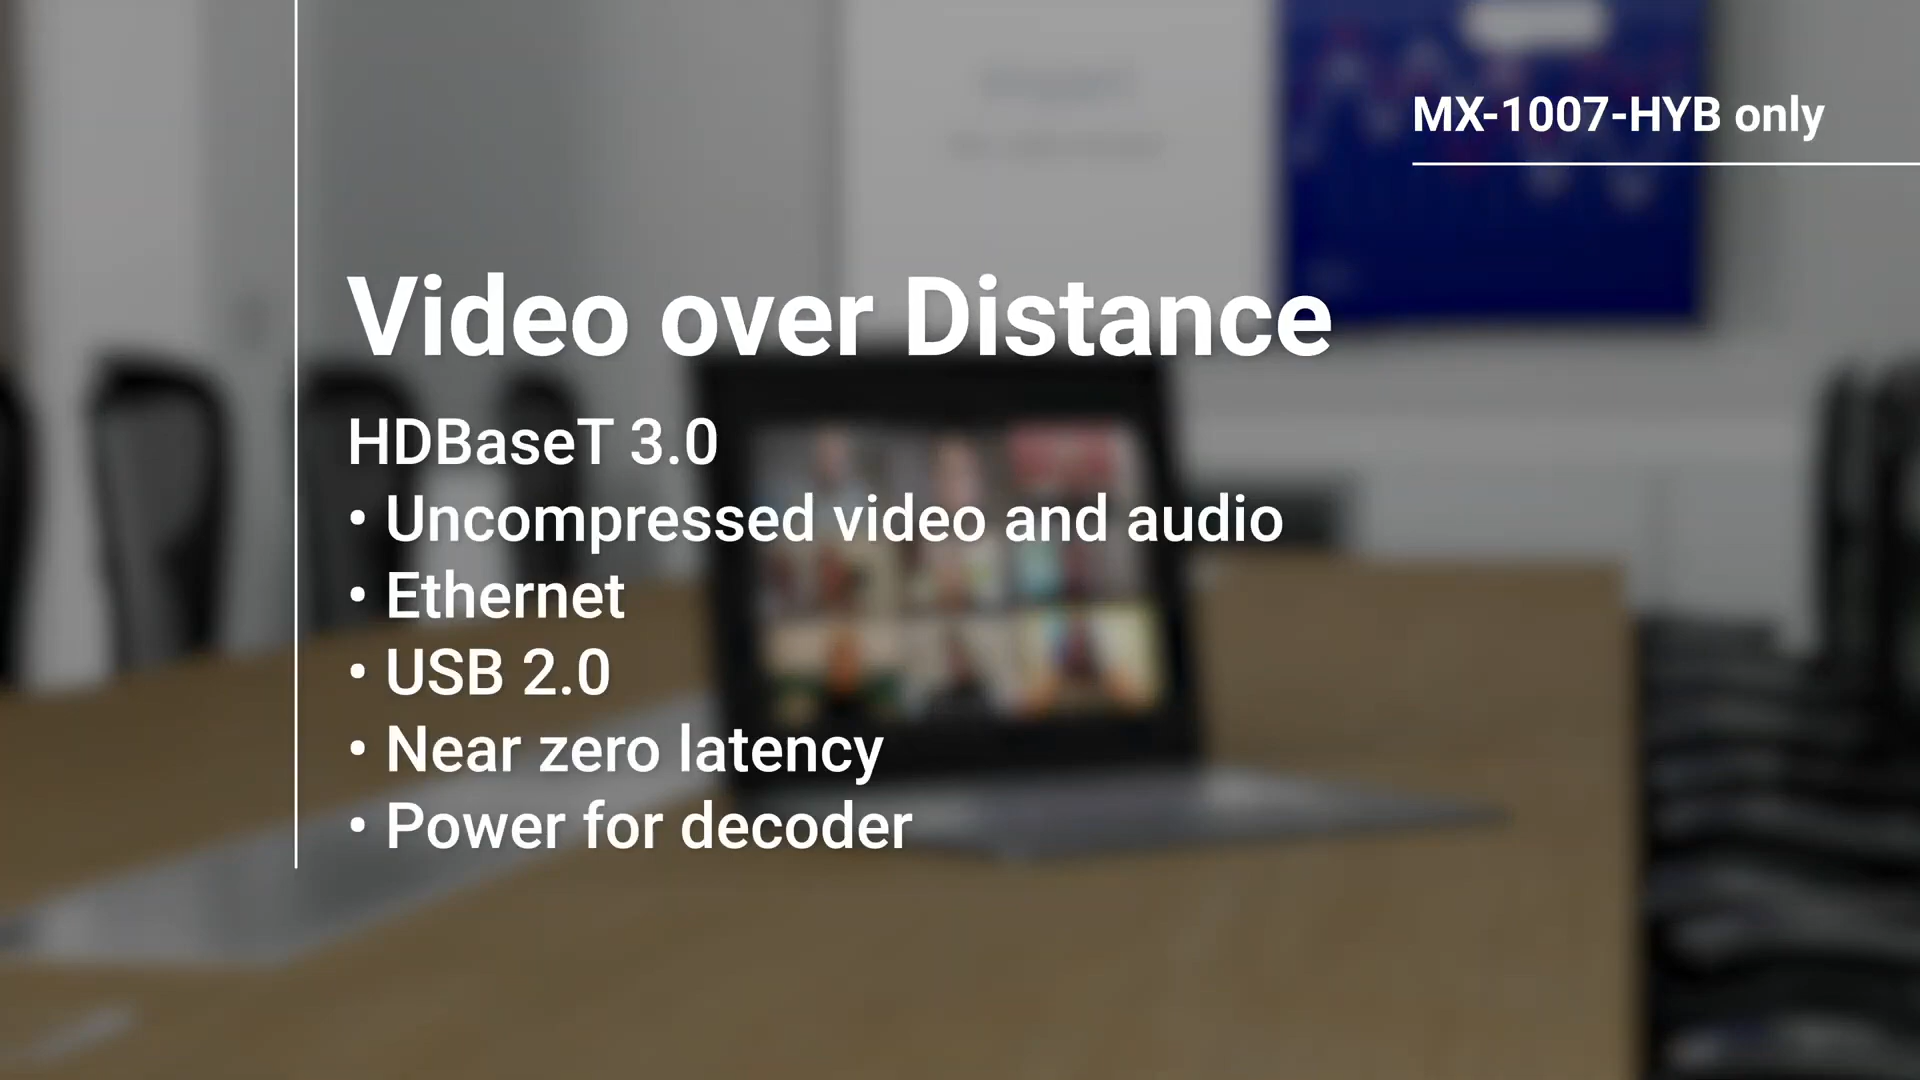 MX-1007-HYB only
Video over Distance
HDBaseT 3.0
• Uncompressed video and audio
• Ethernet
• USB 2.0
• Near zero latency
• Power for decoder